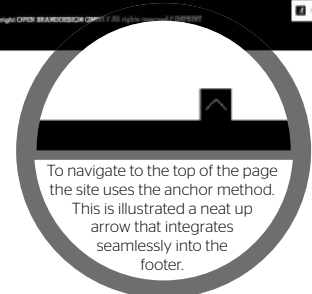 right OPEN BRANDDESIGN GMBH // All rights reserved // IMPRINT
To navigate to the top of the page
the site uses the anchor method.
This is illustrated a neat up
arrow that integrates
seamlessly into the
footer.